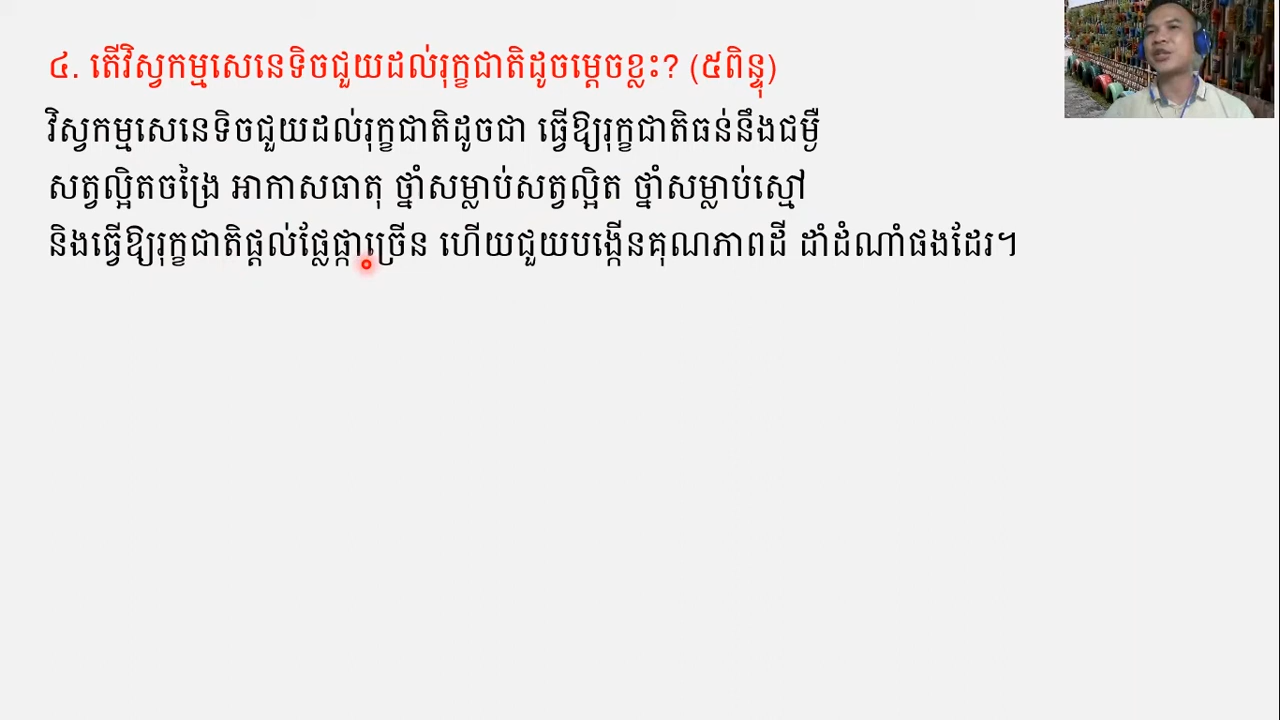 ៤. តើវិស្វកម្មសេនេទិចជួយដល់រុក្ខជាតិដូចម្ដេចខ្លះ? (៥ពិន្ទុ)
វិស្វកម្មសេនេទិចជួយដល់រុក្ខជាតិដូចជា ធ្វើឱ្យរុក្ខជាតិធន់នឹងជម្ងឺ
សត្វល្អិតចង្រៃ អាកាសធាតុ ថ្នាំសម្លាប់សត្វល្អិត ថ្នាំសម្លាប់ស្មៅ
និងធ្វើឱ្យរុក្ខជាតិផ្ដល់ផ្លែផ្កាច្រើន ហើយជួយបង្កើនគុណភាពដី ដាំដំណាំផងដែរ។